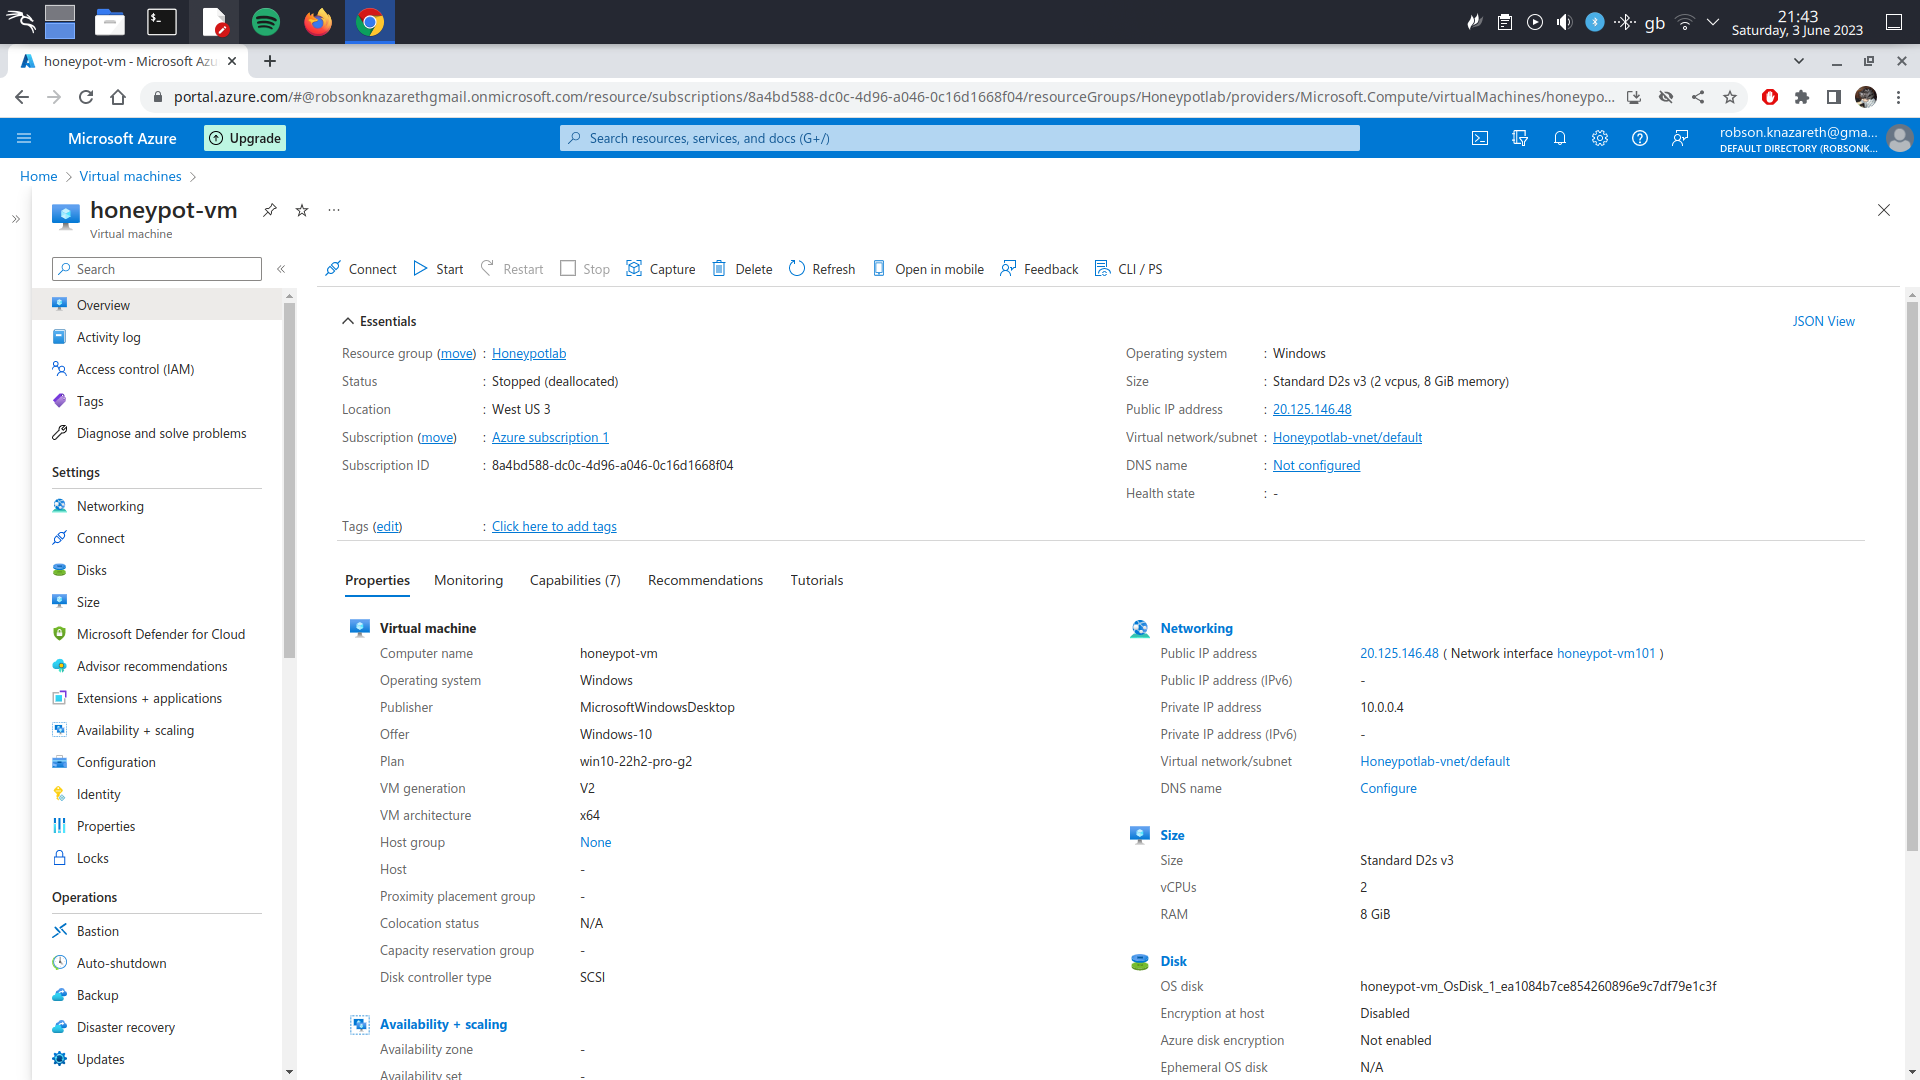 21:43
gb
Saturday, 3 June 2023
honeypot-vm - Microsoft Azu
portal.azure.com/#@robsonknazarethgmail.onmicrosoft.com/resource/subscriptions/8a4bd588-dc0c-4d96-a046-0c16d1668f04/resourceGroups/Honeypotlab/providers/Microsoft.Compute/virtualMachines/honeypo...
Microsoft Azure
Upgrade
Search resources, services, and docs (G+/)
robson.knazareth@gma...
DEFAULT DIRECTORY (ROBSONK...
Home > Virtual machines >
honeypot-vm
Virtual machine
Search
Connect Start Restart Stop Capture Delete Refresh Open in mobile Feedback CLI / PS
Overview
Activity log
Access control (IAM)
Tags
Diagnose and solve problems
Settings
Networking
Connect
Disks
Size
Microsoft Defender for Cloud
Advisor recommendations
Extensions + applications
Availability + scaling
Configuration
Identity
Properties
Locks
Operations
Bastion
Auto-shutdown
Backup
Disaster recovery
Updates
Essentials
JSON View
Resource group (move) : Honeypotlab
Status : Stopped (deallocated)
Location : West US 3
Subscription (move) : Azure subscription 1
Subscription ID : 8a4bd588-dc0c-4d96-a046-0c16d1668f04
Operating system : Windows
Size : Standard D2s v3 (2 vcpus, 8 GiB memory)
Public IP address : 20.125.146.48
Virtual network/subnet : Honeypotlab-vnet/default
DNS name : Not configured
Health state : -
Tags (edit) : Click here to add tags
Properties Monitoring Capabilities (7) Recommendations Tutorials
Virtual machine
Computer name honeypot-vm
Operating system Windows
Publisher MicrosoftWindowsDesktop
Offer Windows-10
Plan win10-22h2-pro-g2
VM generation V2
VM architecture x64
Host group None
Host -
Proximity placement group -
Colocation status N/A
Capacity reservation group -
Disk controller type SCSI
Availability + scaling
Availability zone -
Availability set -
Networking
Public IP address 20.125.146.48 ( Network interface honeypot-vm101 )
Public IP address (IPv6) -
Private IP address 10.0.0.4
Private IP address (IPv6) -
Virtual network/subnet Honeypotlab-vnet/default
DNS name Configure
Size
Size Standard D2s v3
vCPUs 2
RAM 8 GiB
Disk
OS disk honeypot-vm_OsDisk_1_ea1084b7ce854260896e9c7df79e1c3f
Encryption at host Disabled
Azure disk encryption Not enabled
Ephemeral OS disk N/A